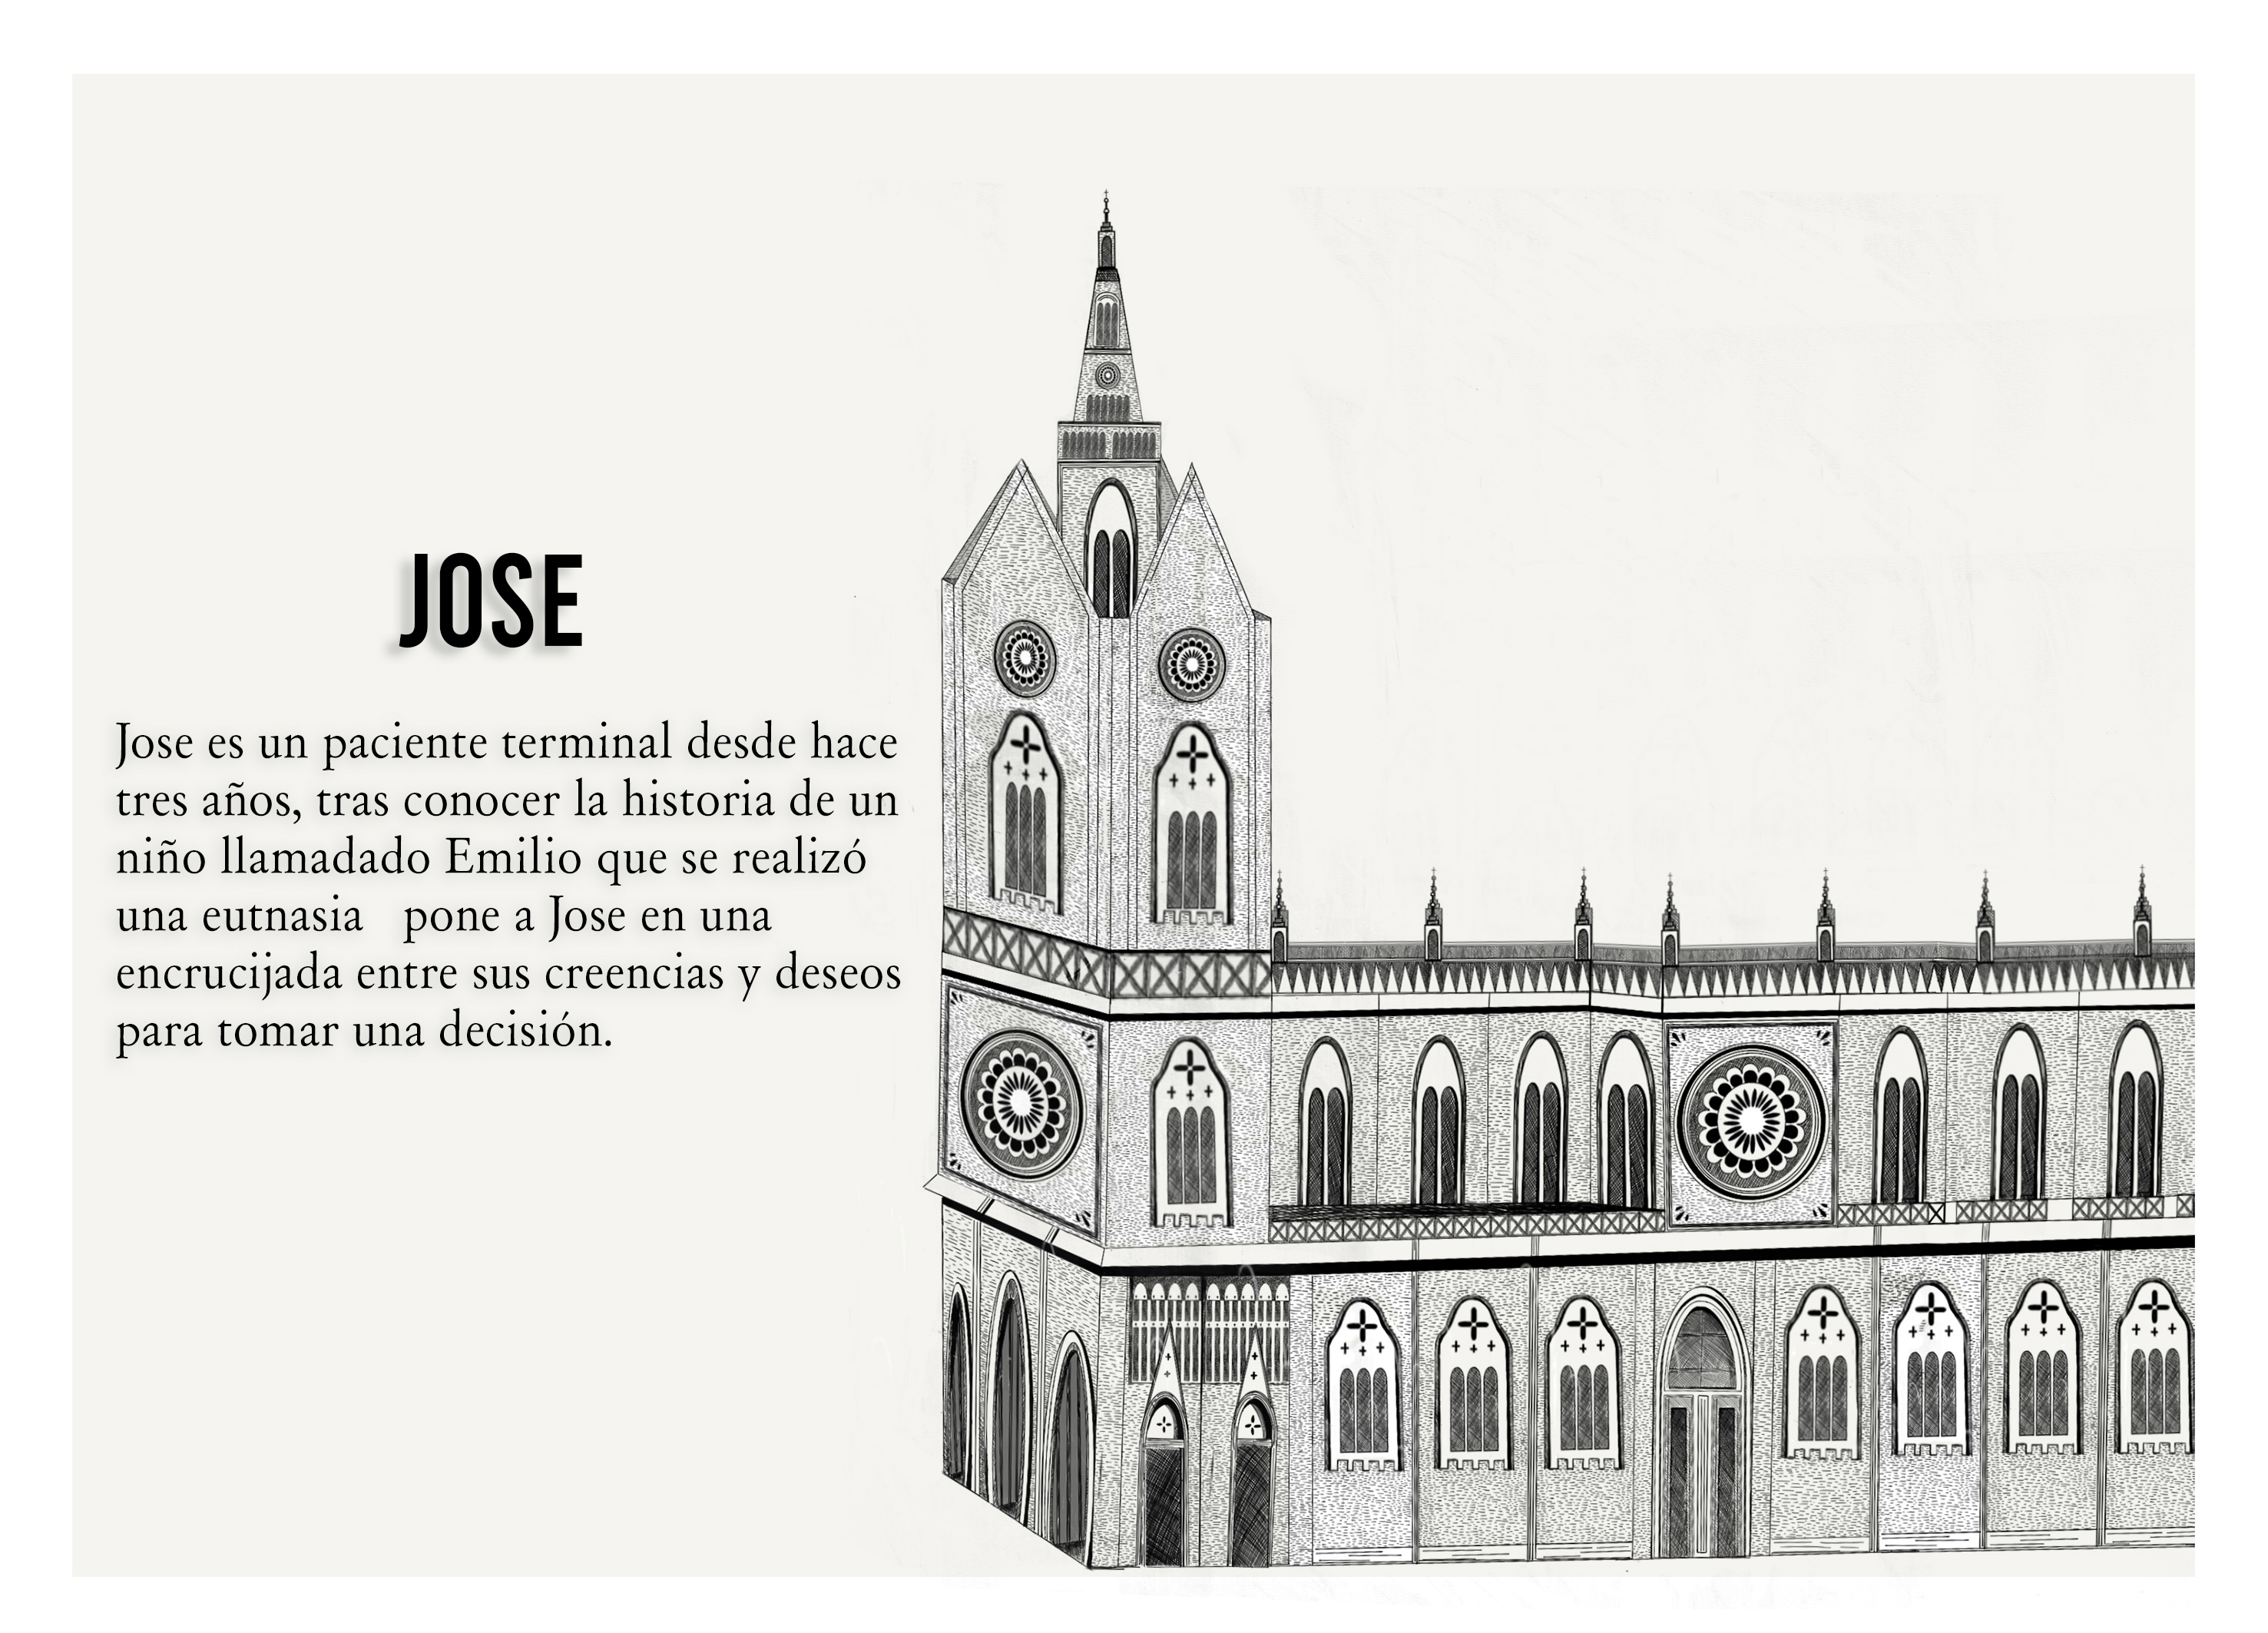 JOSE
Jose es un paciente terminal desde hace
tres años, tras conocer la historia de un
niño llamadado Emilio que se realizó
una eutnasia   pone a Jose en una
encrucijada entre sus creencias y deseos
para tomar una decisión.